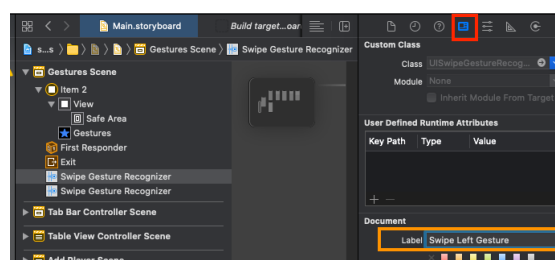 Main.storyboard
Build target...oar
s...s
Gestures Scene
Swipe Gesture Recognizer
Gestures Scene
Item 2
View
Safe Area
Gestures
First Responder
Exit
Swipe Gesture Recognizer
Swipe Gesture Recognizer
Tab Bar Controller Scene
Table View Controller Scene
Add Player Scene
Custom Class
Class UISwipeGestureRecog...
Module None
Inherit Module From Target
User Defined Runtime Attributes
Key Path Type Value
+ −
Document
Label Swipe Left Gesture